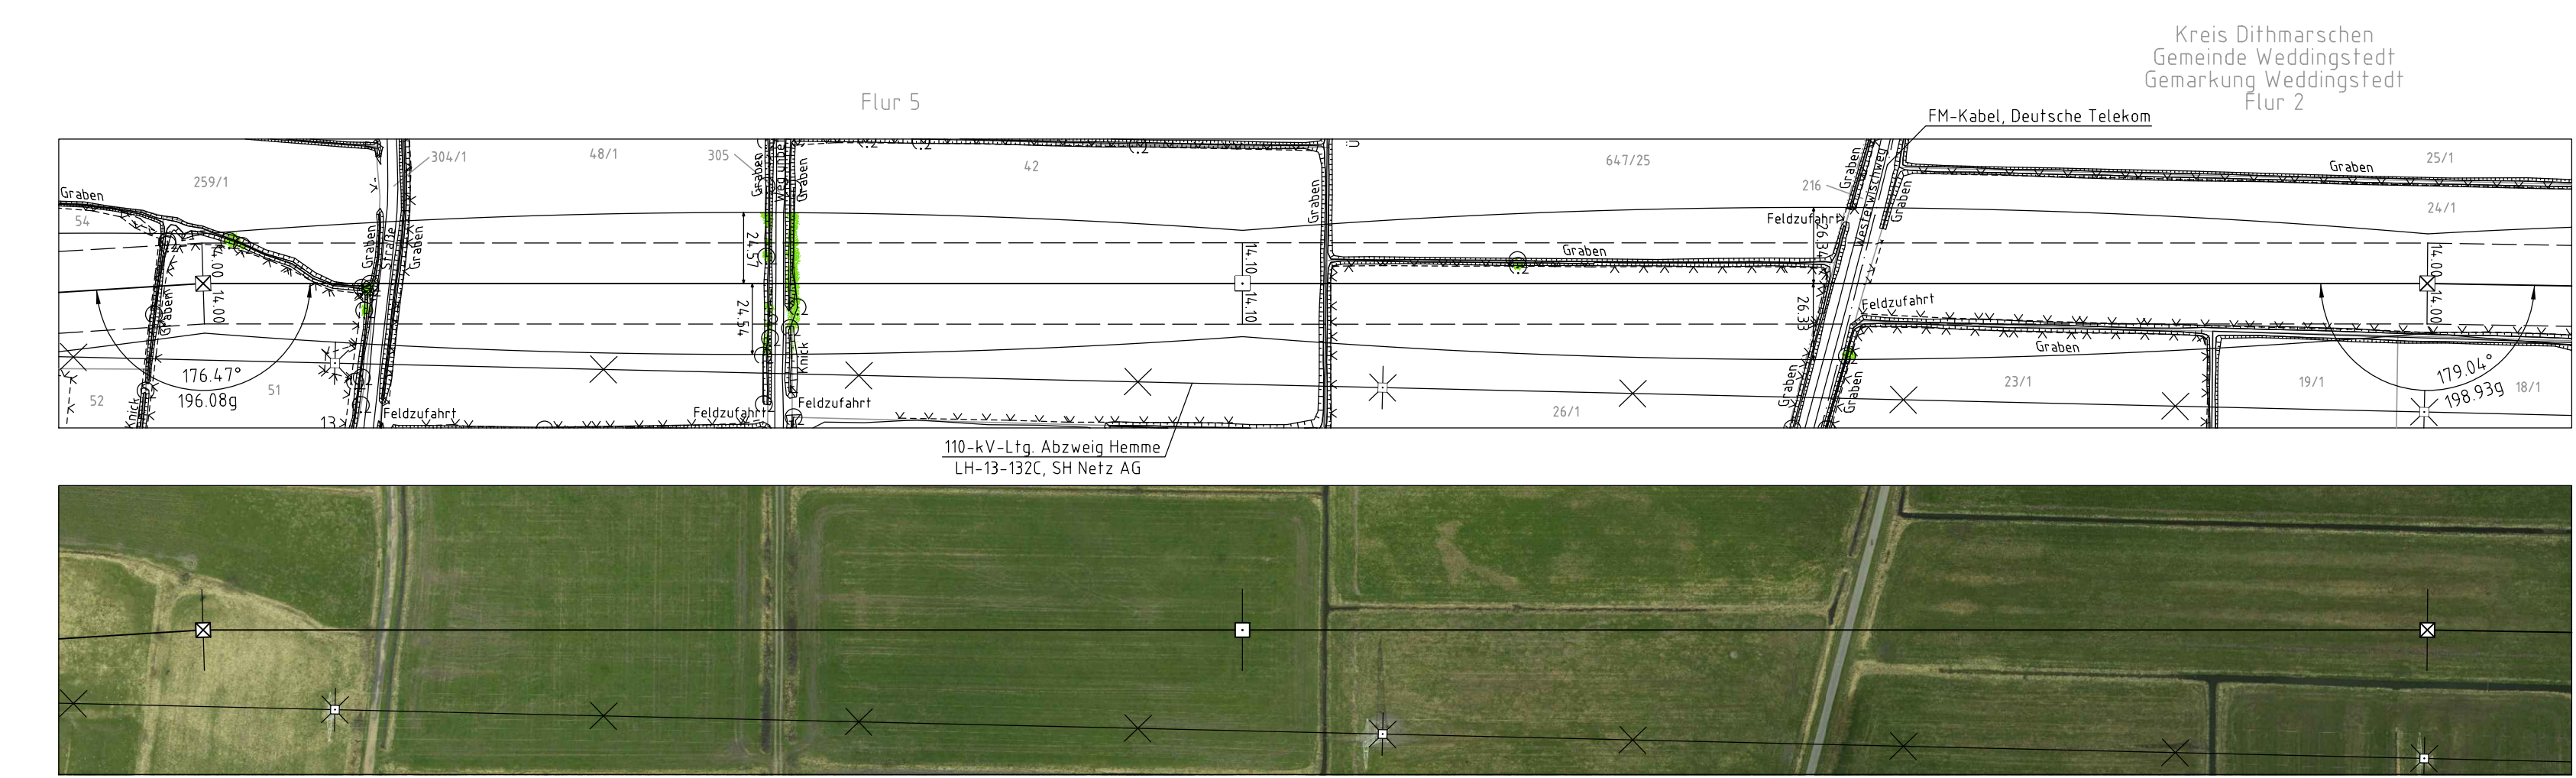 Kreis Dithmarschen
Gemeinde Weddingstedt
Gemarkung Weddingstedt
Flur 2
Flur 5
FM-Kabel, Deutsche Telekom
259/1
304/1
48/1
305
42
647/25
216
25/1
24/1
Graben
54
Graben
Straße
Graben
Graben
Graben
Graben
Graben
Graben
Westerwischweg
Graben
Graben
Feldzufahrt
Graben
14.00
14.00
24.57
24.54
14.10
14.10
26.33
14.00
14.00
Graben
Feldzufahrt
Graben
176.47°
196.08g
51
52
Knick
13
Feldzufahrt
Feldzufahrt
Feldzufahrt
Knick
26/1
Graben
Graben
23/1
19/1
179.04°
198.93g
18/1
110-kV-Ltg. Abzweig Hemme
LH-13-132C, SH Netz AG